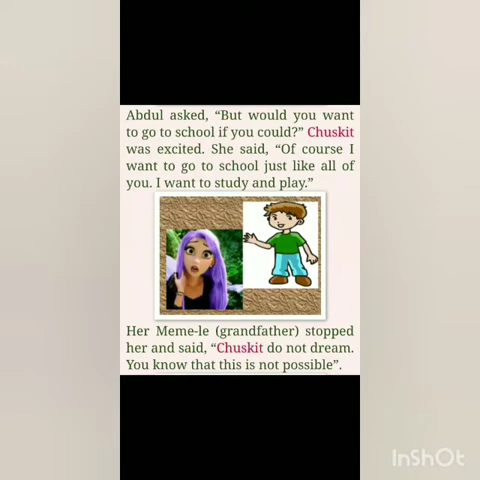 Abdul asked, “But would you want
to go to school if you could?” Chuskit
was excited. She said, “Of course I
want to go to school just like all of
you. I want to study and play.”
Her Meme-le (grandfather) stopped
her and said, “Chuskit do not dream.
You know that this is not possible”.
InShOt